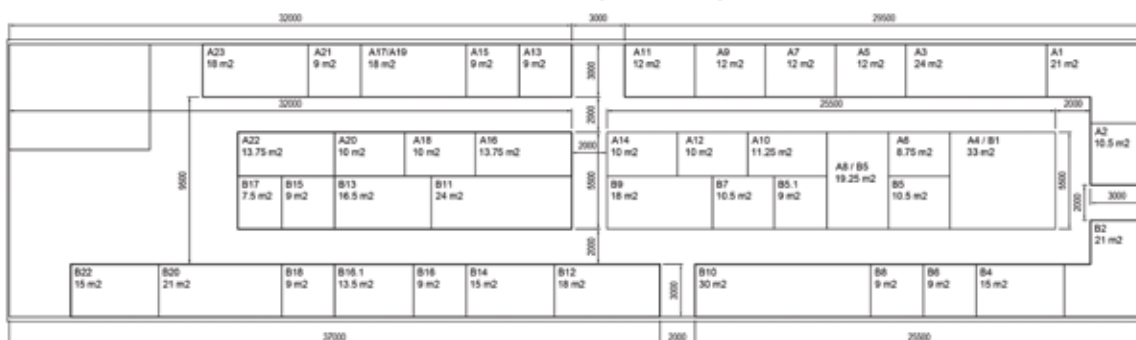 32000
3000
29500
A23
18 m2
A21
9 m2
A17/A19
18 m2
A15
9 m2
A13
9 m2
3000
A11
12 m2
A9
12 m2
A7
12 m2
A5
12 m2
A3
24 m2
A1
21 m2
32000
2000
25500
2000
A22
13.75 m2
A20
10 m2
A18
10 m2
A16
13.75 m2
2000
A14
10 m2
A12
10 m2
A10
11.25 m2
A8 / B5
19.25 m2
A6
8.75 m2
A4 / B1
33 m2
A2
10.5 m2
9500
5500
5500
B17
7.5 m2
B15
9 m2
B13
16.5 m2
B11
24 m2
B9
18 m2
B7
10.5 m2
B5.1
9 m2
B5
10.5 m2
2000
3000
2000
B2
21 m2
B22
15 m2
B20
21 m2
B18
9 m2
B16.1
13.5 m2
B16
9 m2
B14
15 m2
B12
18 m2
3000
B10
30 m2
B8
9 m2
B6
9 m2
B4
15 m2
37000
2000
25500